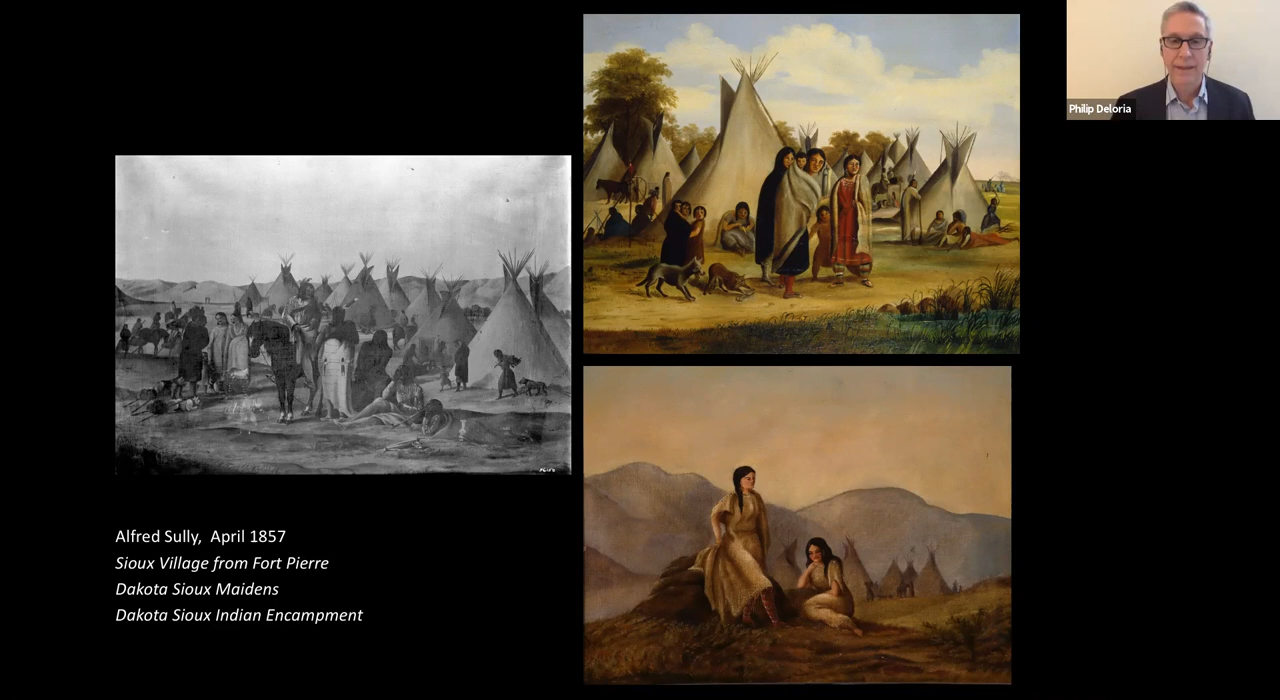 Philip Deloria
Alfred Sully, April 1857
Sioux Village from Fort Pierre
Dakota Sioux Maidens
Dakota Sioux Indian Encampment